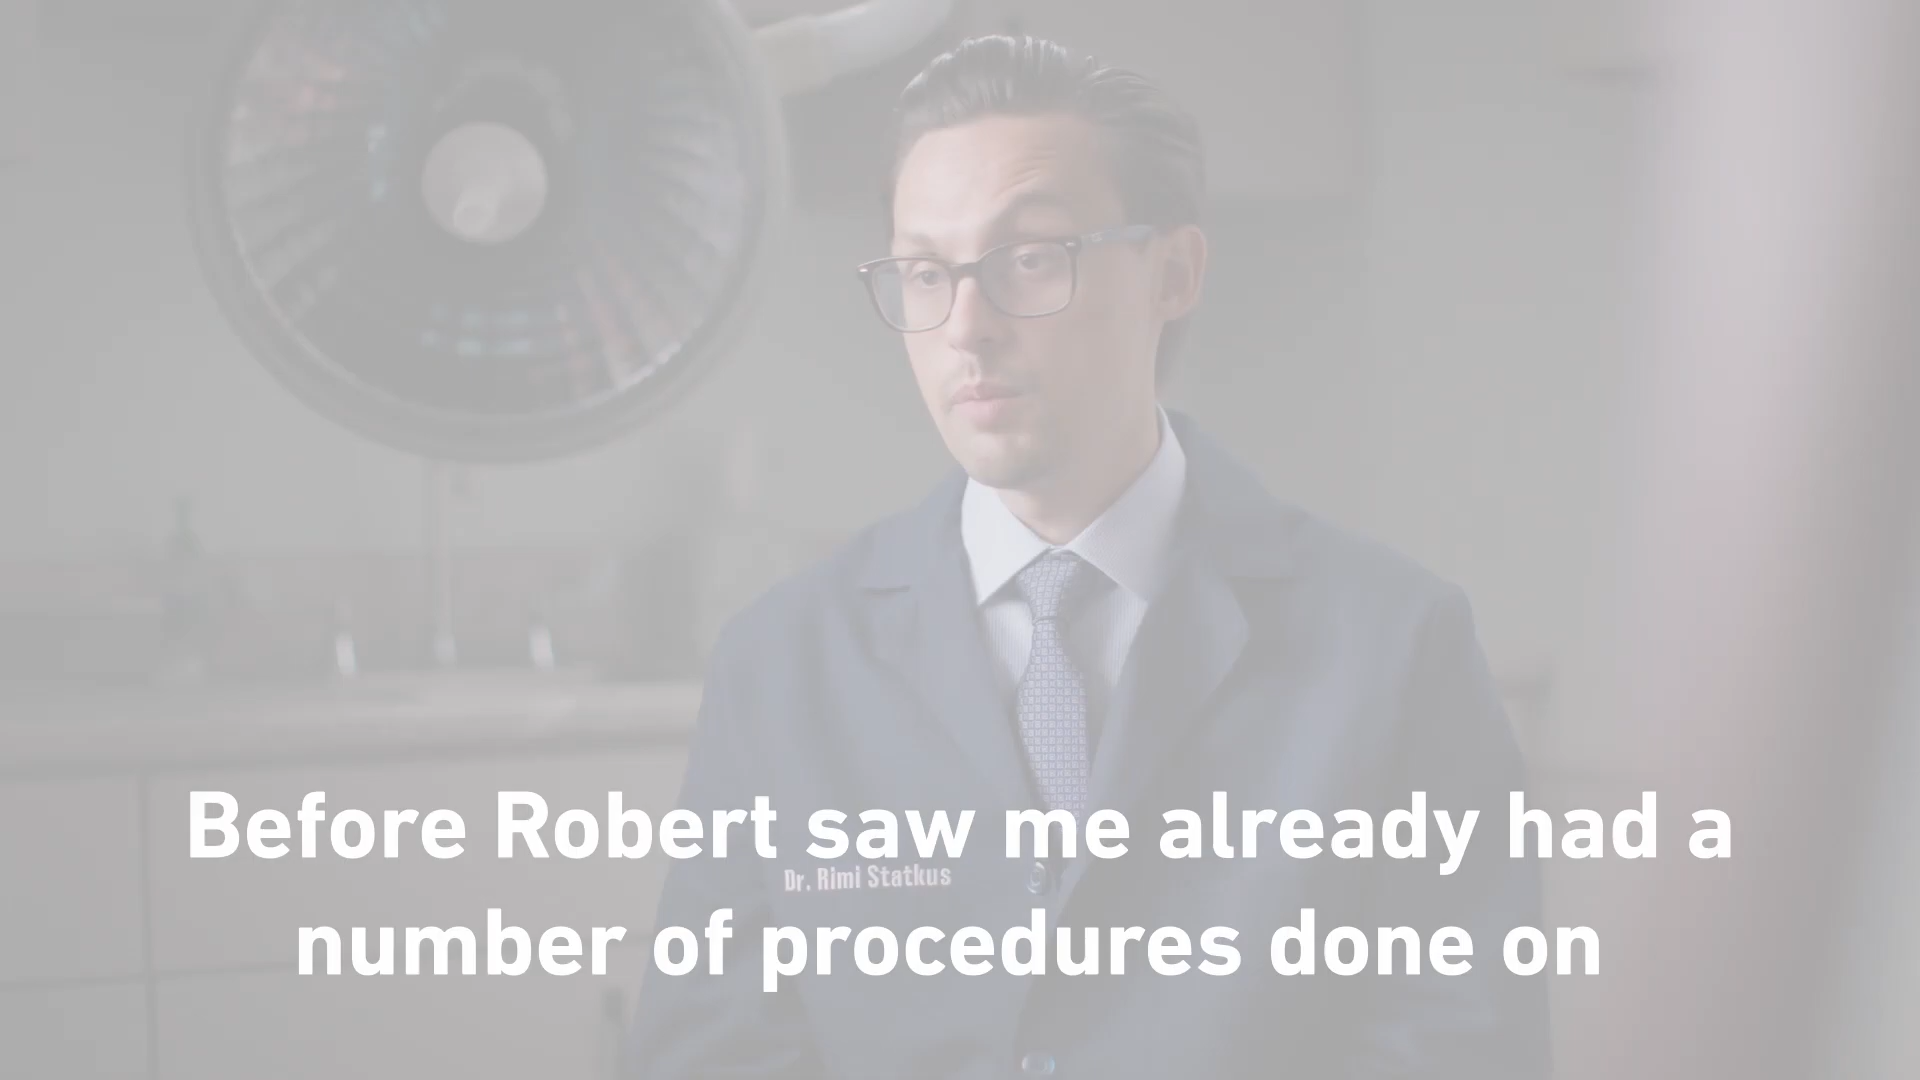 Before Robert saw me already had a
Dr. Rimi Statkus
number of procedures done on